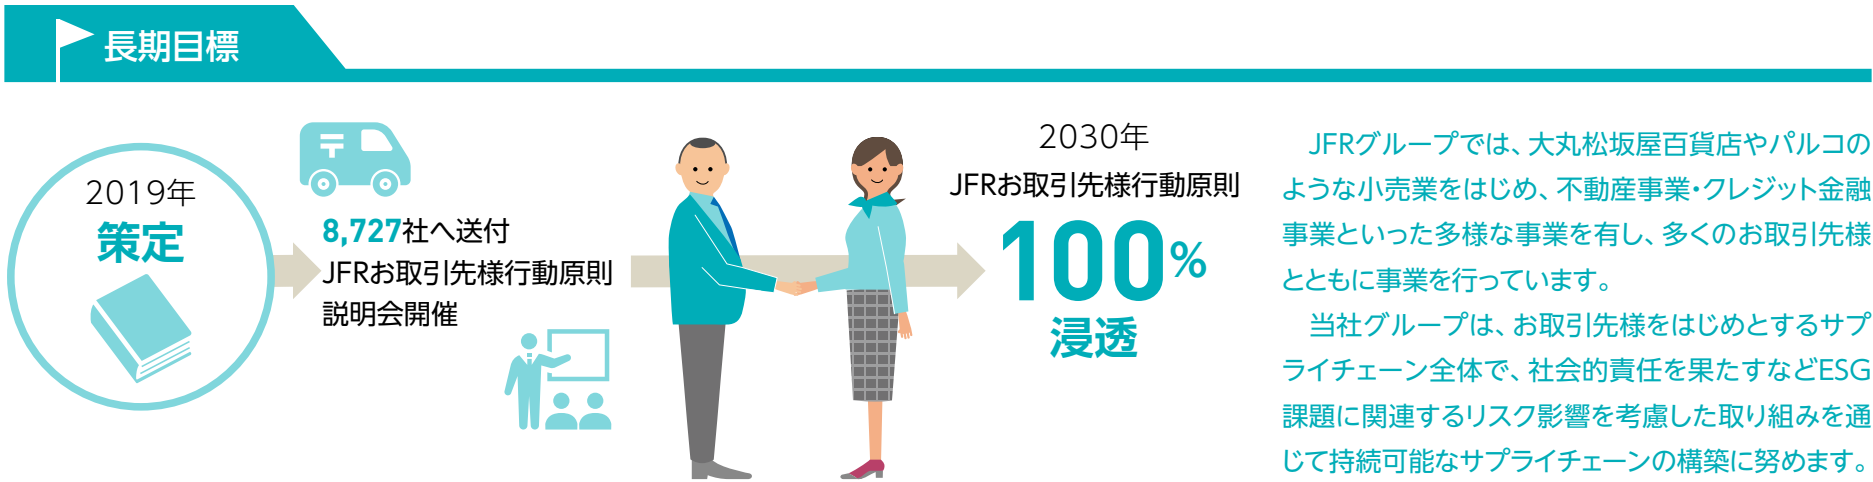 長期目標
2019年
策定
〒
8,727社へ送付
JFRお取引先様行動原則
説明会開催
2030年
JFRお取引先様行動原則
100%
浸透
JFRグループでは、大丸松坂屋百貨店やパルコの
ような小売業をはじめ、不動産事業・クレジット金融
事業といった多様な事業を有し、多くのお取引先様
とともに事業を行っています。
当社グループは、お取引先様をはじめとするサプ
ライチェーン全体で、社会的責任を果たすなどESG
課題に関連するリスク影響を考慮した取り組みを通
じて持続可能なサプライチェーンの構築に努めます。